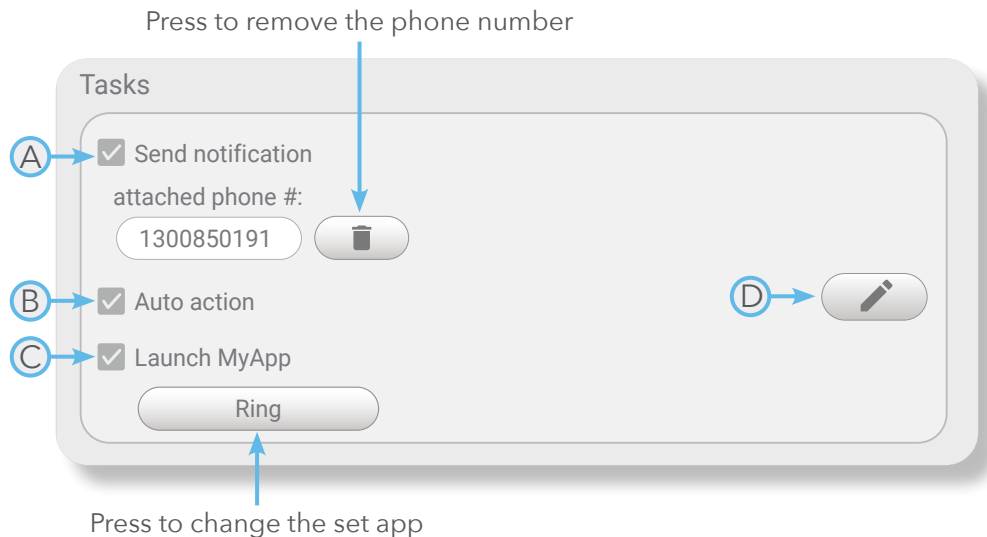 Press to remove the phone number
Tasks
A
Send notification
attached phone #:
1300850191
B
Auto action
D
C
Launch MyApp
Ring
Press to change the set app